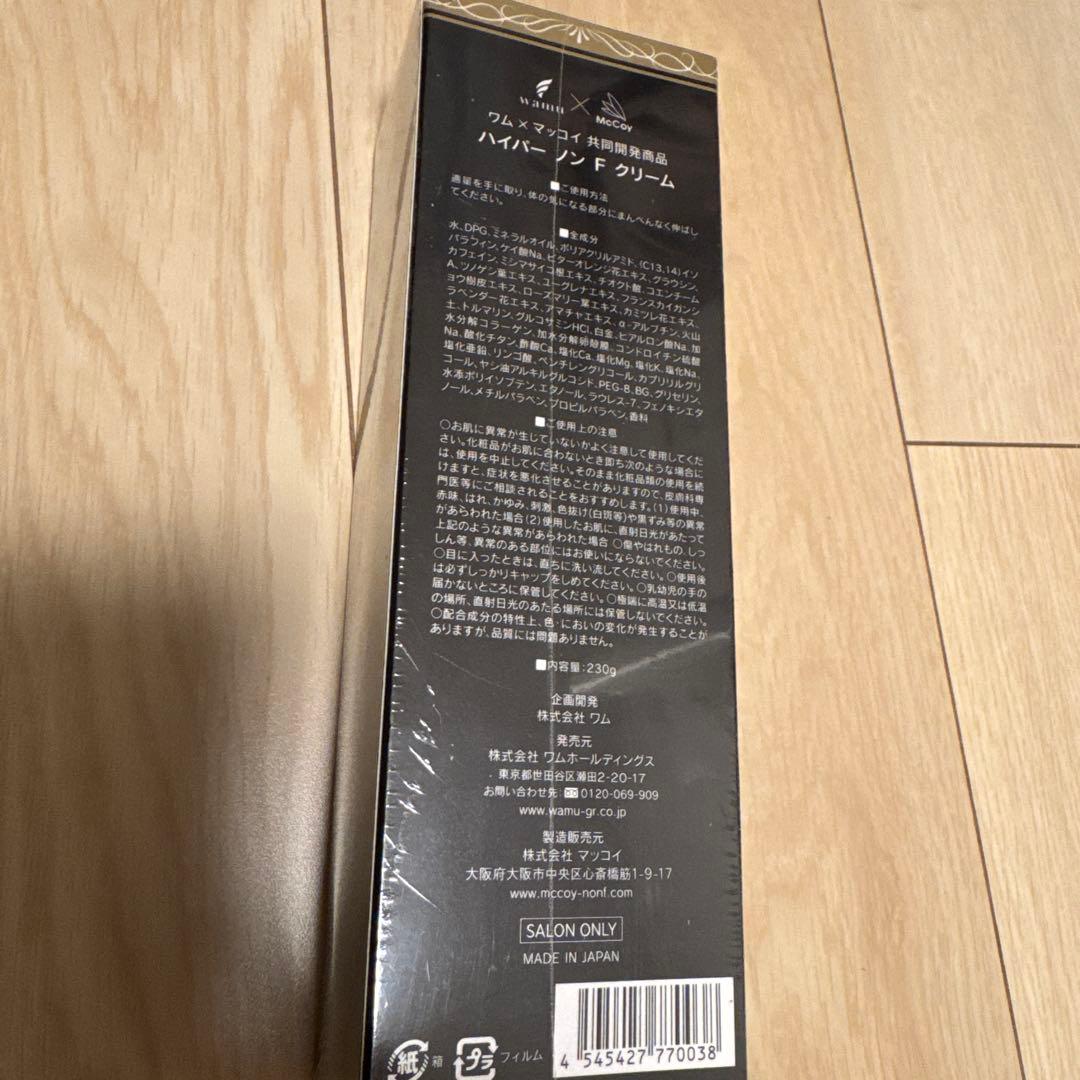 wamu × McCoy
ワム×マッコイ 共同開発商品
ハイパー ノン F クリーム
■ご使用方法
適量を手に取り、体の気になる部分にまんべんなく伸ばし
てください。
■全成分
水、DPG、ミネラルオイル、ポリアクリルアミド、(C13,14)イソ
パラフィン、ケイ酸Na、ビターオレンジ花エキス、グラウシン、
カフェイン、ミシマサイコ根エキス、チオクト酸、コエンチーム
A、ツノゲシ葉エキス、ユーグレナエキス、フランスカイガンシ
ョウ樹皮エキス、ローズマリー葉エキス、カミツレ花エキス、
ラベンダー花エキス、アマチャエキス、α-アルブチン、火山
土、トルマリン、グルコサミンHCl、白金、ヒアルロン酸Na、加
水分解コラーゲン、加水分解卵殻膜、コンドロイチン硫酸
Na、酸化チタン、酢酸Ca、塩化Ca、塩化Mg、塩化K、塩化Na、
塩化亜鉛、リンゴ酸、ペンチレングリコール、カプリリルグリ
コール、ヤシ油アルキルグルコシド、PEG-8、BG、グリセリン、
水添ポリイソブテン、エタノール、ラウレス-7、フェノキシエタ
ノール、メチルパラベン、プロピルパラベン、香料
■ご使用上の注意
○お肌に異常が生じていないかよく注意して使用してくだ
さい。化粧品がお肌に合わないとき即ち次のような場合に
は、使用を中止してください。そのまま化粧品類の使用を続
けますと、症状を悪化させることがありますので、皮膚科専
門医等にご相談されることをおすすめします。(1)使用中、
赤味、はれ、かゆみ、刺激、色抜け(白斑等)や黒ずみ等の異常
があらわれた場合(2)使用したお肌に、直射日光があたって
上記のような異常があらわれた場合 ○傷やはれもの、しっ
しん等、異常のある部位にはお使いにならないでください。
○目に入ったときは、直ちに洗い流してください。○使用後
は必ずしっかりキャップをしめてください。○乳幼児の手の
届かないところに保管してください。○極端に高温又は低温
の場所、直射日光のあたる場所には保管しないでください。
○配合成分の特性上、色・においの変化が発生することが
ありますが、品質には問題ありません。
■内容量：230g
企画開発
株式会社 ワム
発売元
株式会社 ワムホールディングス
東京都世田谷区瀬田2-20-17
お問い合わせ先：0120-069-909
www.wamu-gr.co.jp
製造販売元
株式会社 マッコイ
大阪府大阪市中央区心斎橋筋1-9-17
www.mccoy-nonf.com
SALON ONLY
MADE IN JAPAN
紙 箱 プラ フィルム
4 545427 770038